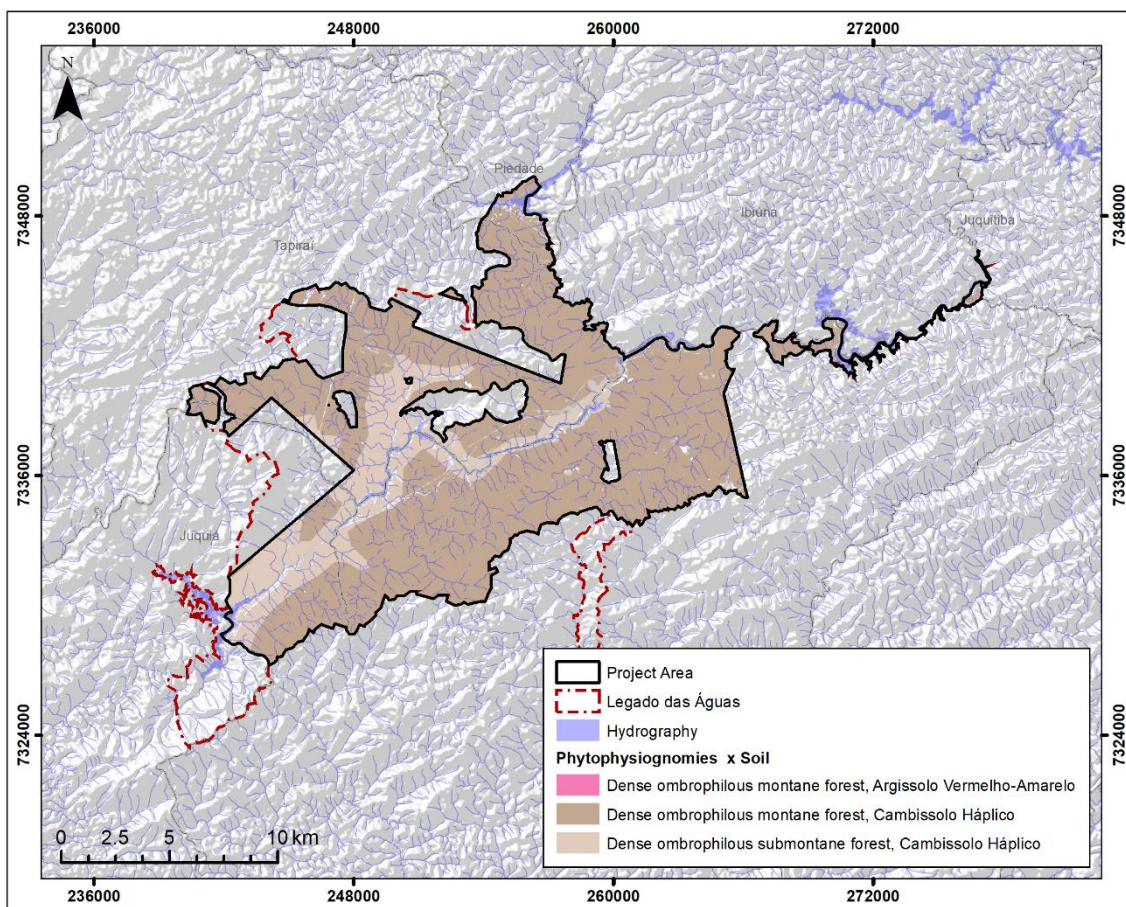 236000 248000 260000 272000
N
Piedade
7348000 7348000
Ibiúna
Juquitiba
Tapiraí
7336000 7336000
Juquiá
Project Area
Legado das Águas
Hydrography
7324000 7324000
Phytophysiognomies x Soil
Dense ombrophilous montane forest, Argissolo Vermelho-Amarelo
Dense ombrophilous montane forest, Cambissolo Háplico
Dense ombrophilous submontane forest, Cambissolo Háplico
0 2.5 5 10 km
236000 248000 260000 272000